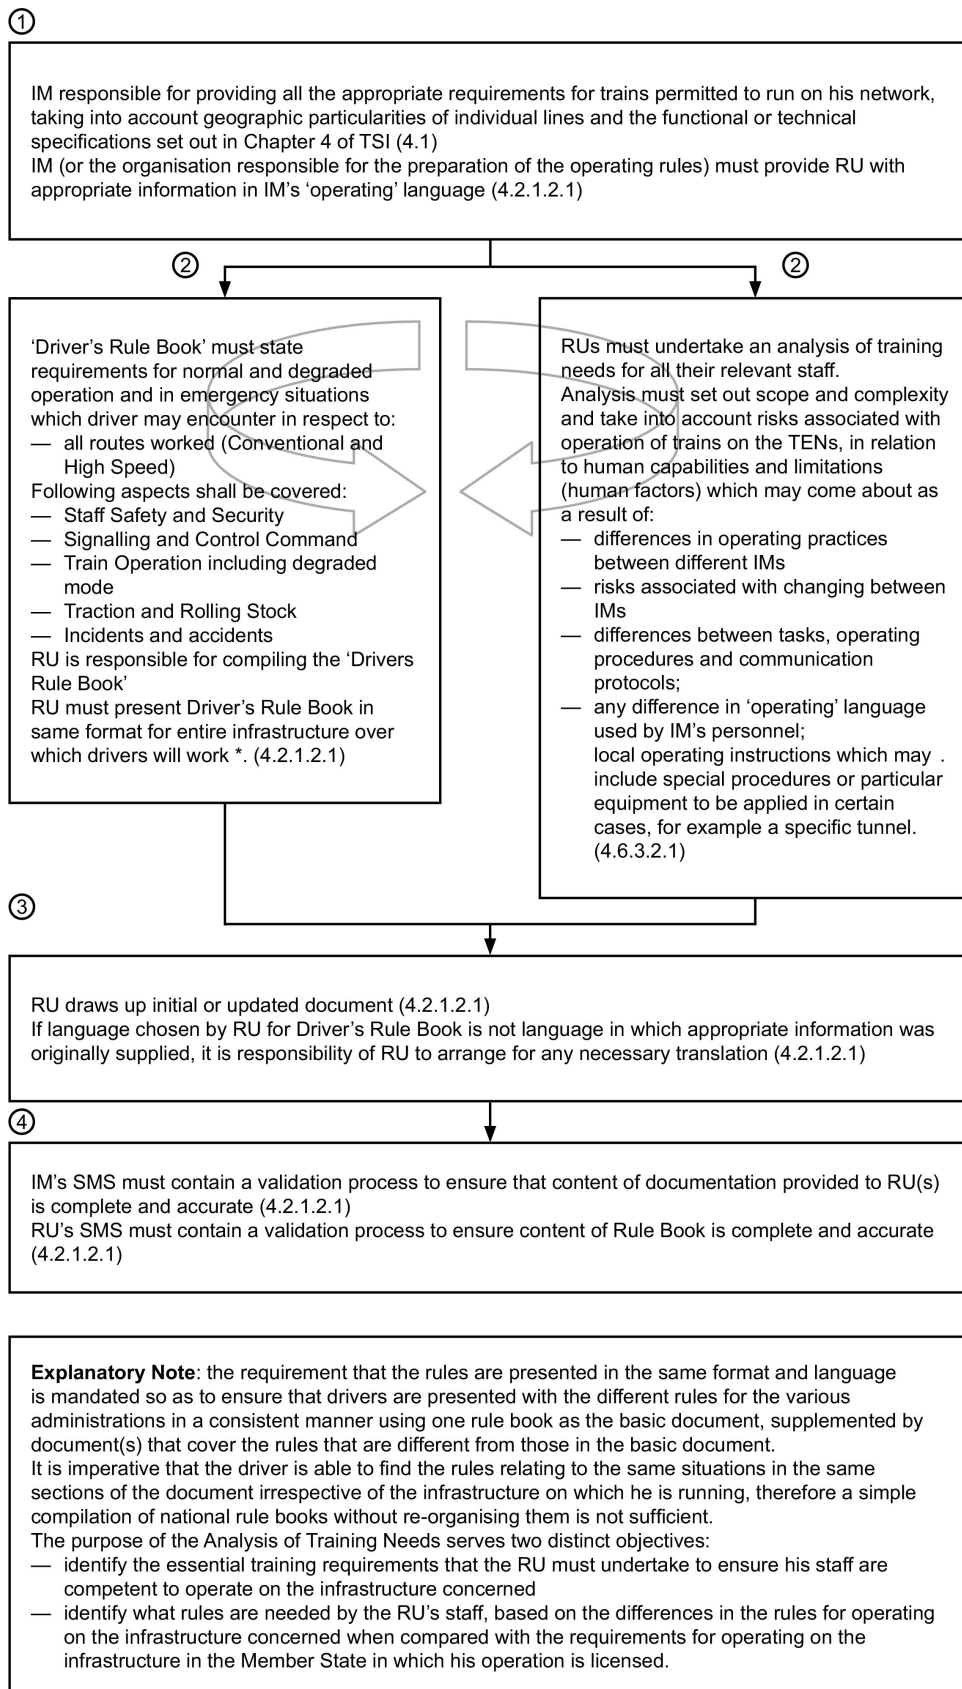 ①
IM responsible for providing all the appropriate requirements for trains permitted to run on his network,
taking into account geographic particularities of individual lines and the functional or technical
specifications set out in Chapter 4 of TSI (4.1)
IM (or the organisation responsible for the preparation of the operating rules) must provide RU with
appropriate information in IM's ‘operating’ language (4.2.1.2.1)
②
‘Driver’s Rule Book’ must state
requirements for normal and degraded
operation and in emergency situations
which driver may encounter in respect to:
— all routes worked (Conventional and
High Speed)
Following aspects shall be covered:
— Staff Safety and Security
— Signalling and Control Command
— Train Operation including degraded
mode
— Traction and Rolling Stock
— Incidents and accidents
RU is responsible for compiling the ‘Drivers
Rule Book’
RU must present Driver’s Rule Book in
same format for entire infrastructure over
which drivers will work *. (4.2.1.2.1)
②
RUs must undertake an analysis of training
needs for all their relevant staff.
Analysis must set out scope and complexity
and take into account risks associated with
operation of trains on the TENs, in relation
to human capabilities and limitations
(human factors) which may come about as
a result of:
— differences in operating practices
between different IMs
— risks associated with changing between
IMs
— differences between tasks, operating
procedures and communication
protocols;
— any difference in ‘operating’ language
used by IM’s personnel;
local operating instructions which may .
include special procedures or particular
equipment to be applied in certain
cases, for example a specific tunnel.
(4.6.3.2.1)
③
RU draws up initial or updated document (4.2.1.2.1)
If language chosen by RU for Driver’s Rule Book is not language in which appropriate information was
originally supplied, it is responsibility of RU to arrange for any necessary translation (4.2.1.2.1)
④
IM’s SMS must contain a validation process to ensure that content of documentation provided to RU(s)
is complete and accurate (4.2.1.2.1)
RU’s SMS must contain a validation process to ensure content of Rule Book is complete and accurate
(4.2.1.2.1)
Explanatory Note: the requirement that the rules are presented in the same format and language
is mandated so as to ensure that drivers are presented with the different rules for the various
administrations in a consistent manner using one rule book as the basic document, supplemented by
document(s) that cover the rules that are different from those in the basic document.
It is imperative that the driver is able to find the rules relating to the same situations in the same
sections of the document irrespective of the infrastructure on which he is running, therefore a simple
compilation of national rule books without re-organising them is not sufficient.
The purpose of the Analysis of Training Needs serves two distinct objectives:
— identify the essential training requirements that the RU must undertake to ensure his staff are
competent to operate on the infrastructure concerned
— identify what rules are needed by the RU’s staff, based on the differences in the rules for operating
on the infrastructure concerned when compared with the requirements for operating on the
infrastructure in the Member State in which his operation is licensed.